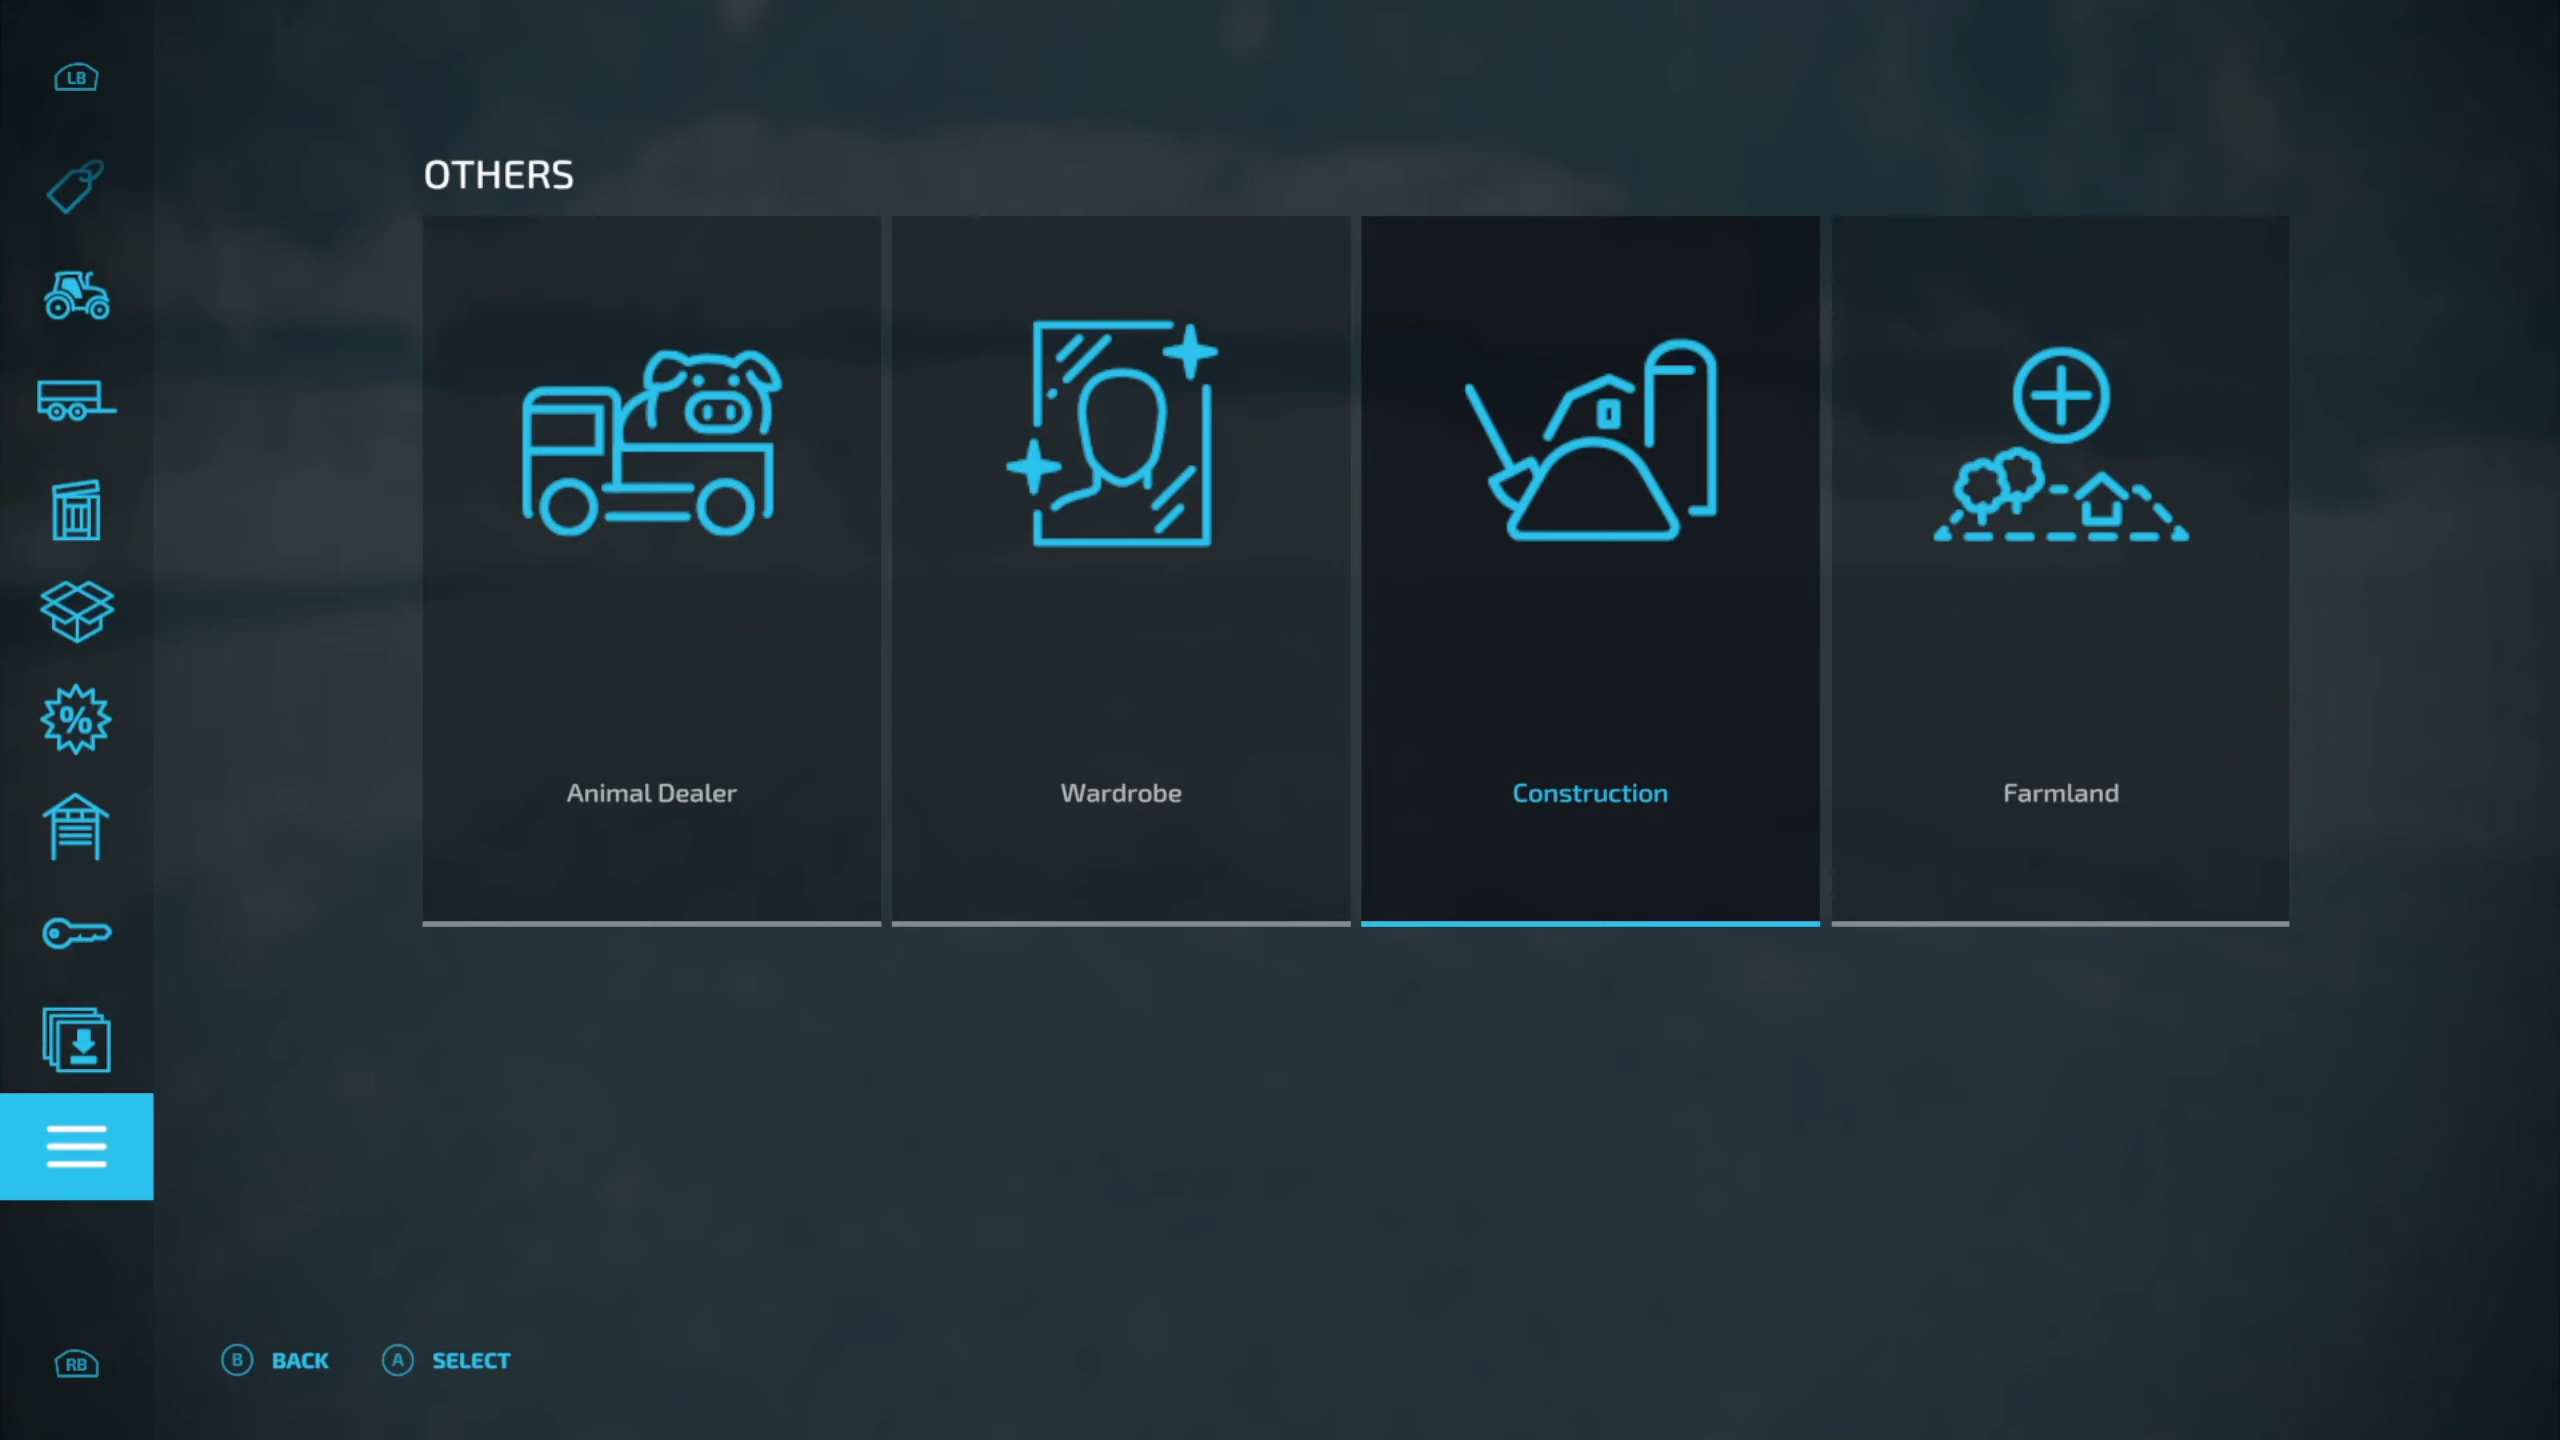 LB
OTHERS
%
Animal Dealer
Wardrobe
Construction
Farmland
RB
B BACK A SELECT